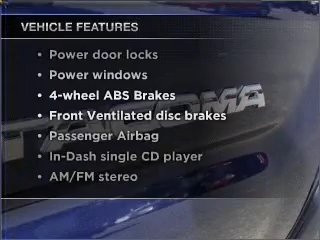 VEHICLE FEATURES
• Power door locks
• Power windows
• 4-wheel ABS Brakes
• Front Ventilated disc brakes
• Passenger Airbag
• In-Dash single CD player
• AM/FM stereo
TACOMA